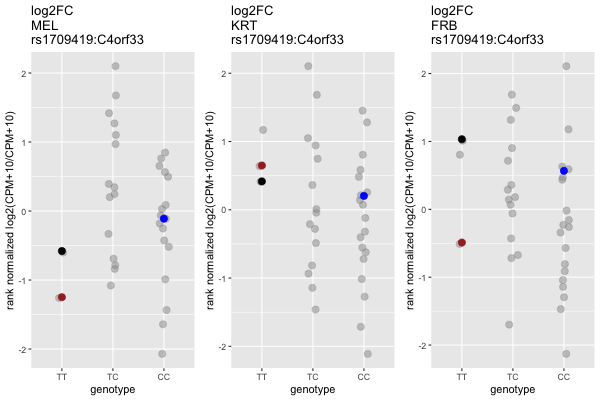 log2FC
MEL
rs1709419:C4orf33
rank normalized log2(CPM+10/CPM+10)
2
1
0
-1
-2
TT
TC
CC
genotype
log2FC
KRT
rs1709419:C4orf33
rank normalized log2(CPM+10/CPM+10)
2
1
0
-1
-2
TT
TC
CC
genotype
log2FC
FRB
rs1709419:C4orf33
rank normalized log2(CPM+10/CPM+10)
2
1
0
-1
-2
TT
TC
CC
genotype